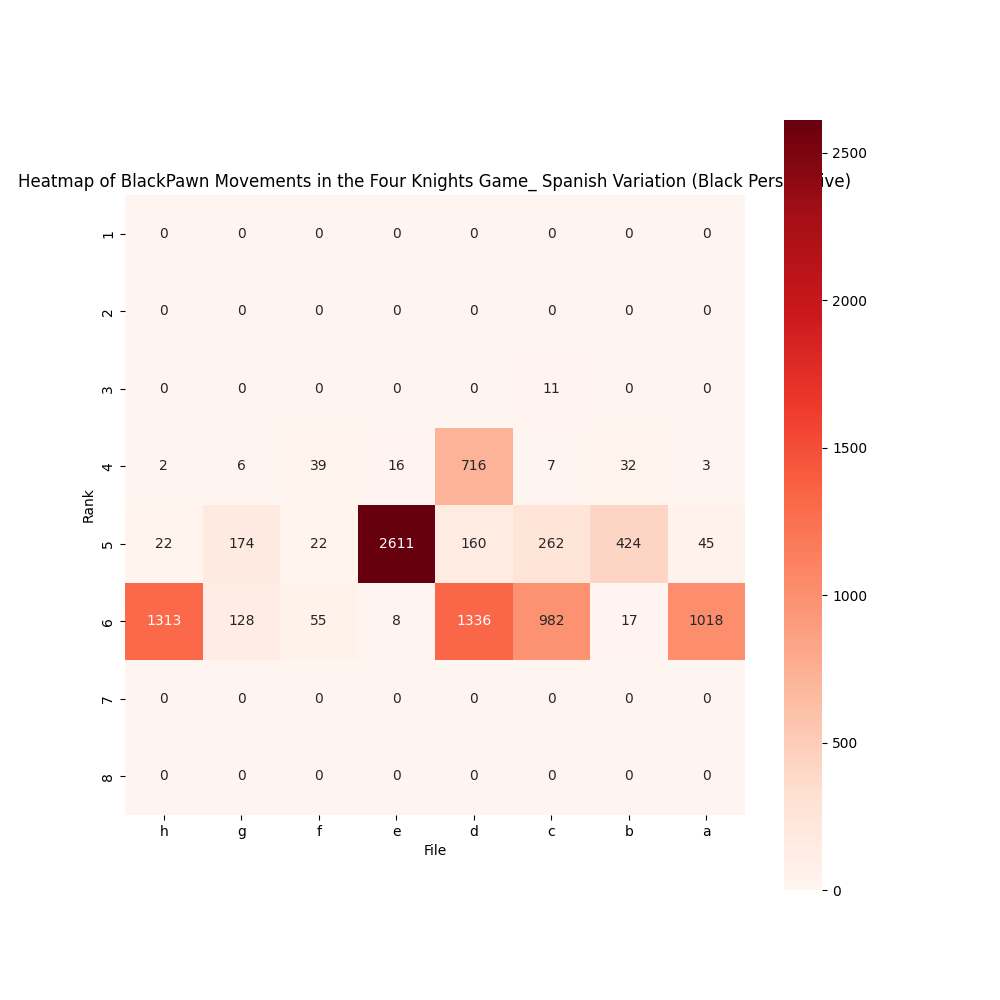 Heatmap of BlackPawn Movements in the Four Knights Game_ Spanish Variation (Black Pers ive)
2500
1 0 0 0 0 0 0 0 0
2 0 0 0 0 0 0 0 0
2000
3 0 0 0 0 0 11 0 0
1500
4 2 6 39 16 716 7 32 3
Rank
5 22 174 22 2611 160 262 424 45
1000
6 1313 128 55 8 1336 982 17 1018
7 0 0 0 0 0 0 0 0
500
8 0 0 0 0 0 0 0 0
h g f e d c b a
File
0